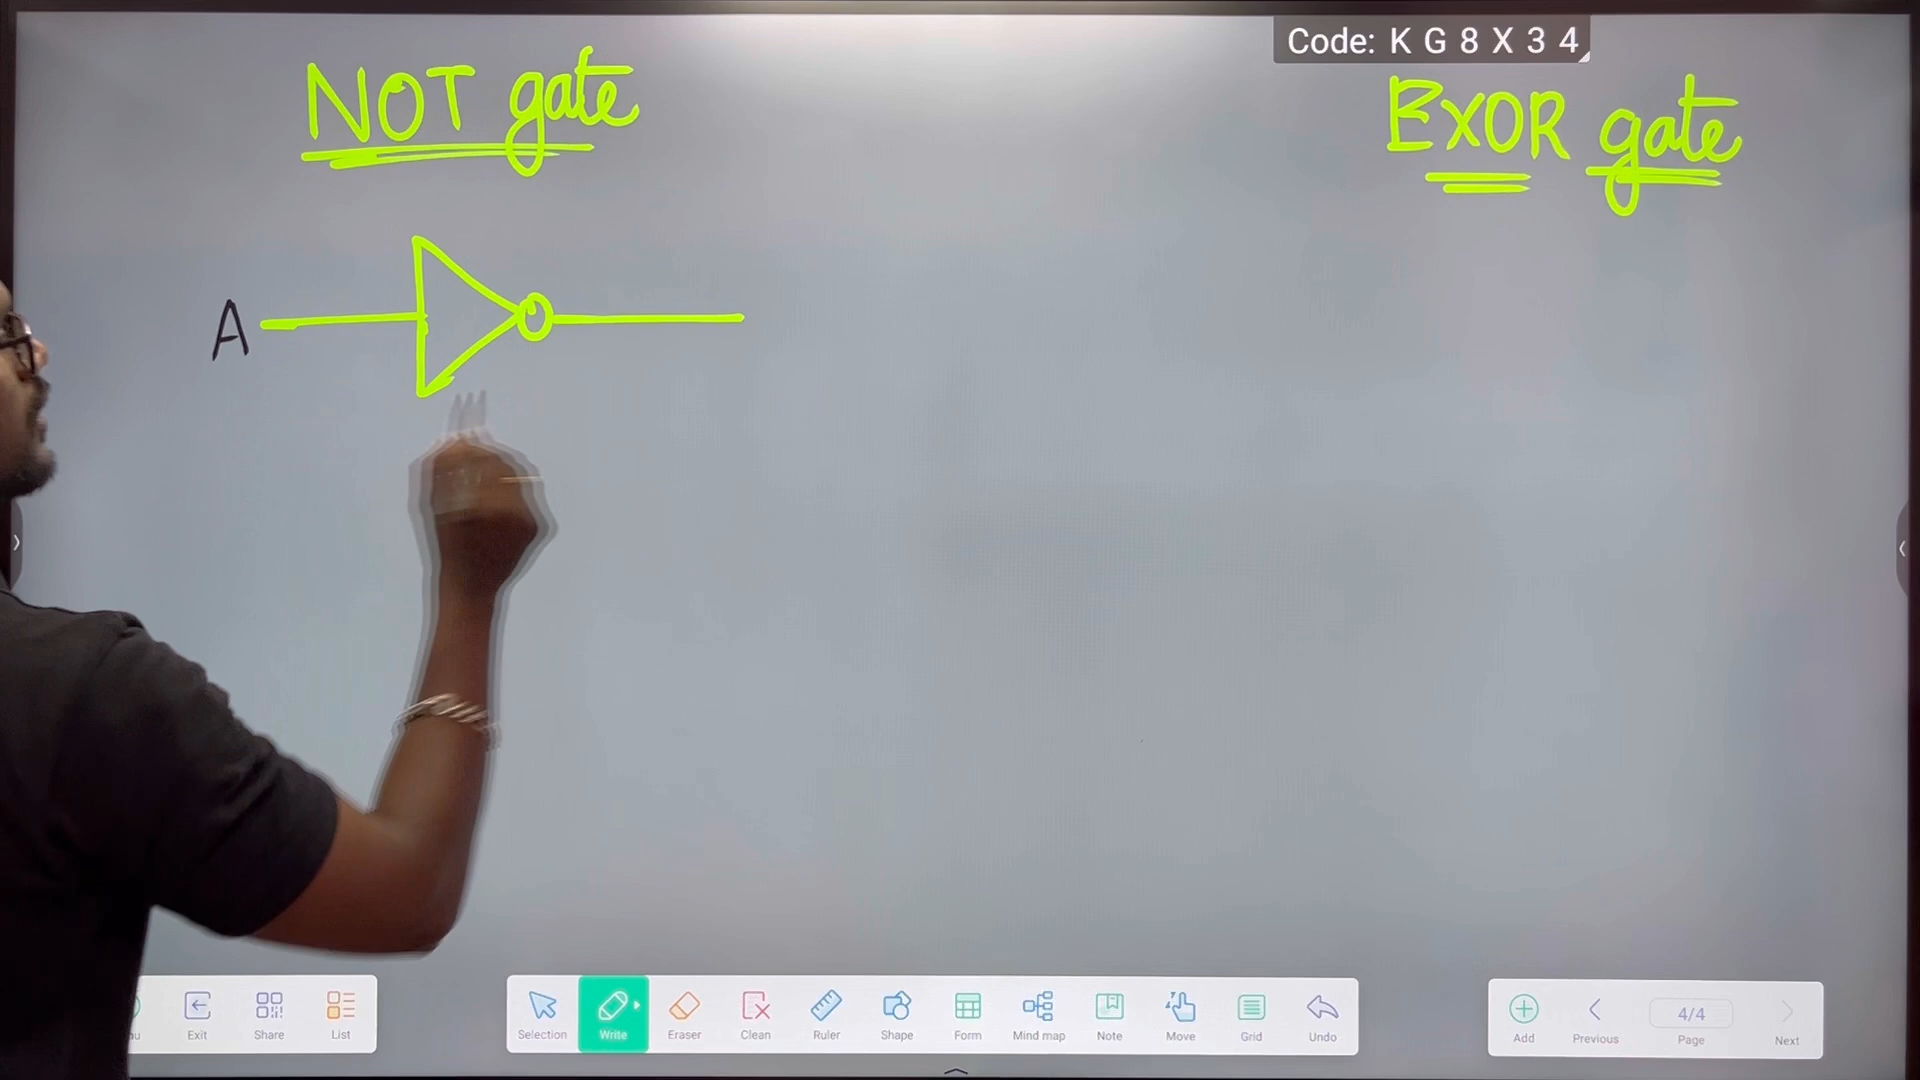 Code: K G 8 X 3 4
NOT gate
EXOR gate
A
Exit
Share
List
Selection
Write
Eraser
Clean
Ruler
Shape
Form
Mind map
Note
Move
Grid
Undo
Add
Previous
4/4
Page
Next